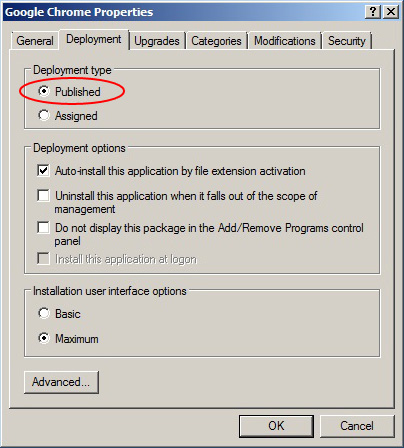 Google Chrome Properties
General Deployment Upgrades Categories Modifications Security
Deployment type
Published
Assigned
Deployment options
Auto-install this application by file extension activation
Uninstall this application when it falls out of the scope of
management
Do not display this package in the Add/Remove Programs control
panel
Install this application at logon
Installation user interface options
Basic
Maximum
Advanced...
OK Cancel